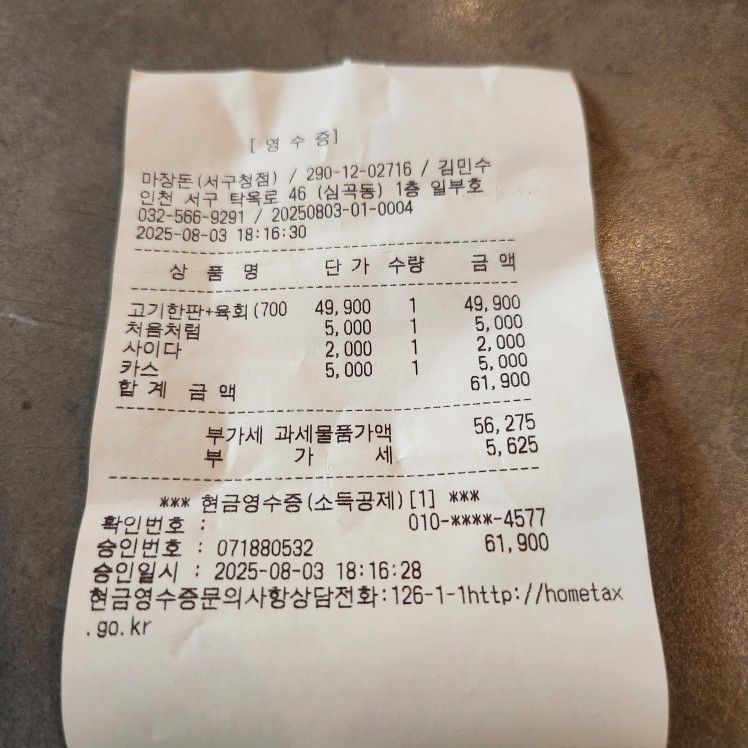 [ 영 수 증]
마장돈(서구청점) / 290-12-02716 / 김민수
인천 서구 탁옥로 46 (심곡동) 1층 일부호
032-566-9291 / 20250803-01-0004
2025-08-03 18:16:30
상 품 명 단 가 수량 금 액
고기한판+육회(700 49,900 1 49,900
처음처럼 5,000 1 5,000
사이다 2,000 1 2,000
카스 5,000 1 5,000
합 계 금 액 61,900
부가세 과세물품가액 56,275
부 가 세 5,625
*** 현금영수증(소득공제)[1] ***
확인번호 : 010-****-4577
승인번호 : 071880532 61,900
승인일시 : 2025-08-03 18:16:28
현금영수증문의사항상담전화:126-1-1http://hometax
.go.kr